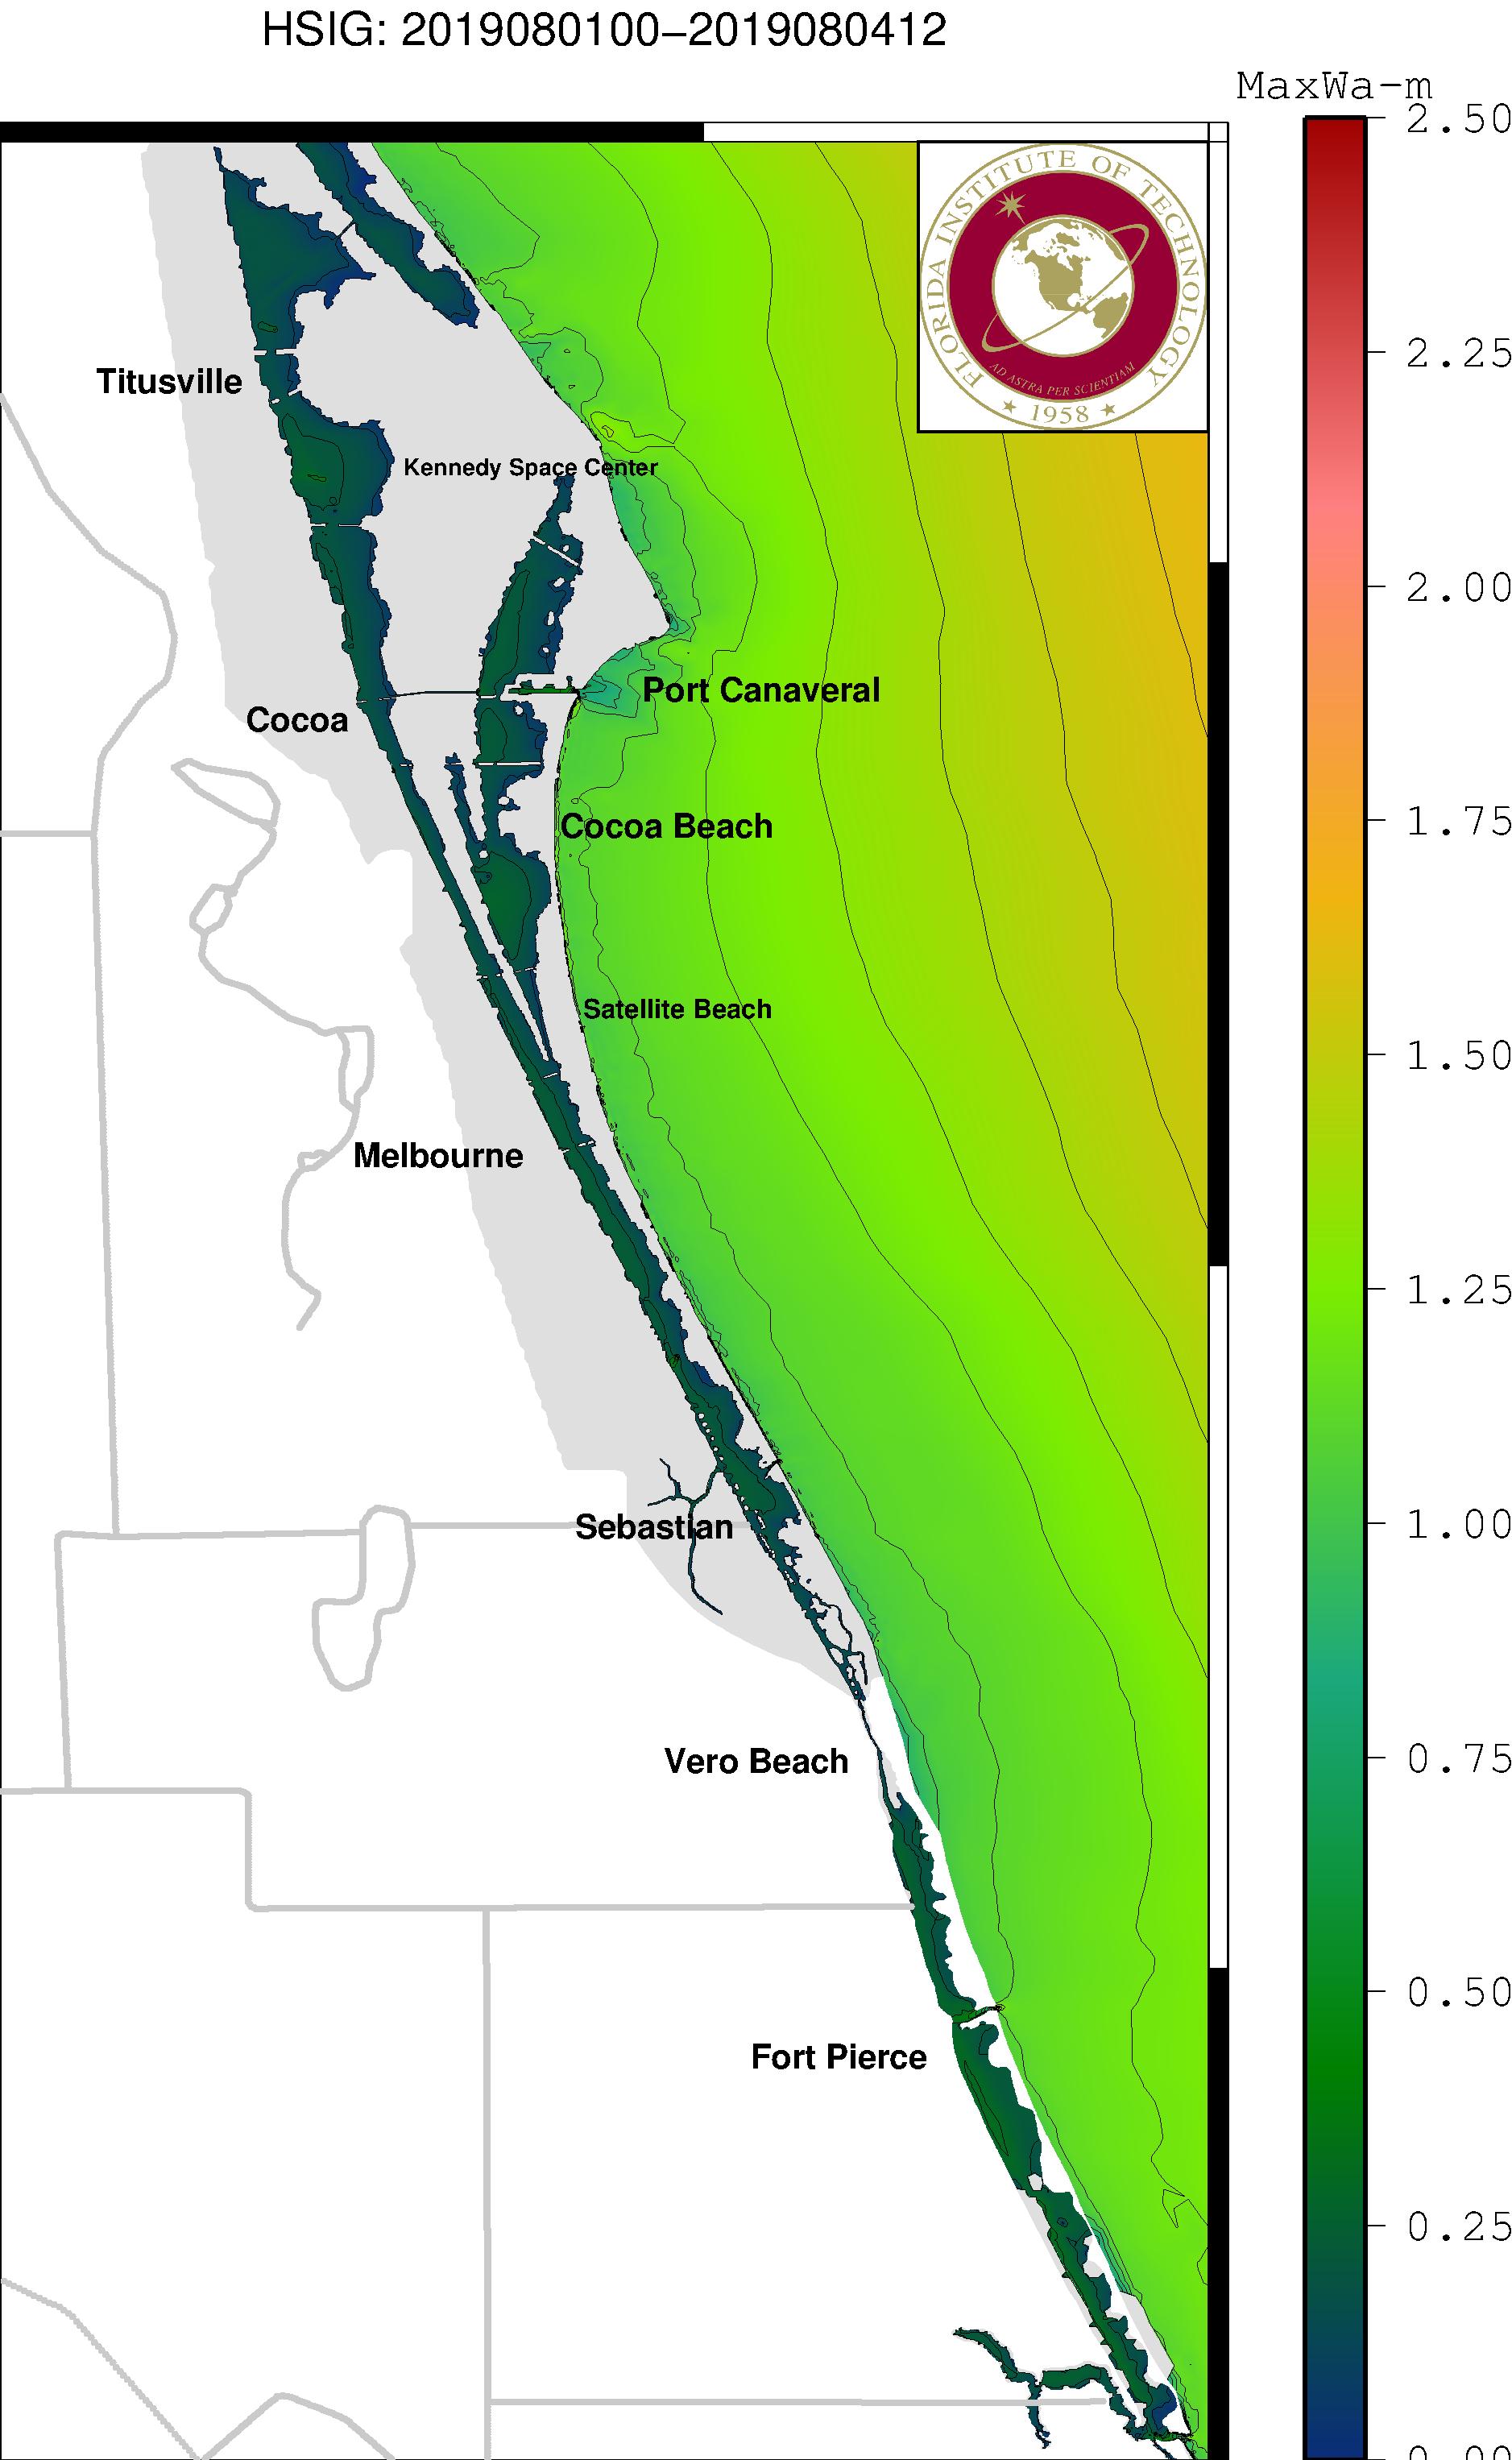 HSIG: 2019080100–2019080412
MaxWa-m
2.50
2.25
2.00
1.75
1.50
1.25
1.00
0.75
0.50
0.25
0.00
FLORIDA INSTITUTE OF TECHNOLOGY
AD ASTRA PER SCIENTIAM
1958
Titusville
Kennedy Space Center
Port Canaveral
Cocoa
Cocoa Beach
Satellite Beach
Melbourne
Sebastian
Vero Beach
Fort Pierce